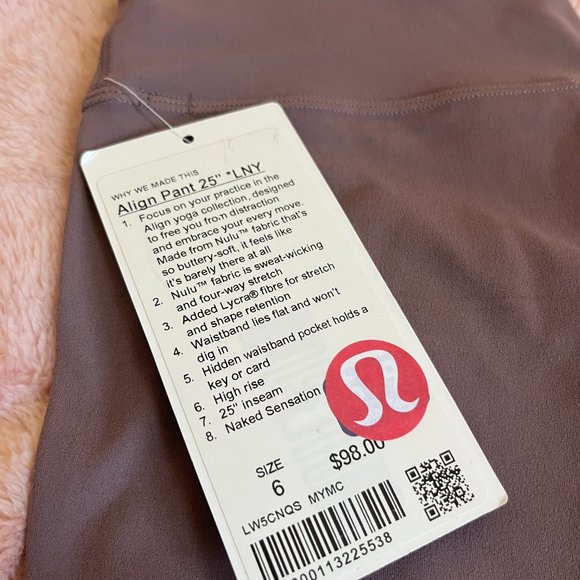 WHY WE MADE THIS
Align Pant 25" *LNY
1. Focus on your practice in the
Align yoga collection, designed
to free you from distraction
and embrace your every move.
Made from Nulu™ fabric that's
so buttery-soft, it feels like
it's barely there at all
2. Nulu™ fabric is sweat-wicking
and four-way stretch
3. Added Lycra® fibre for stretch
and shape retention
4. Waistband lies flat and won't
dig in
5. Hidden waistband pocket holds a
key or card
6. High rise
7. 25" inseam
8. Naked Sensation
SIZE
6
$98.00
LW5CNQS MYMC
000113225538